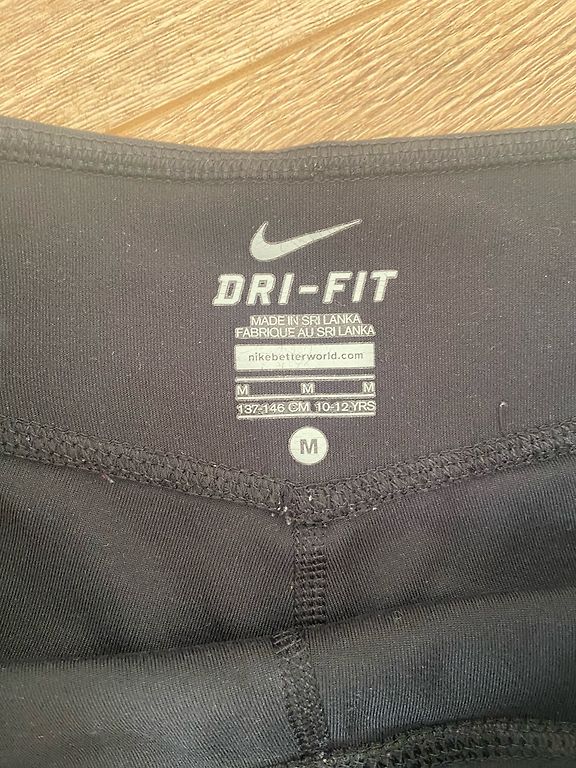 DRI-FIT
MADE IN SRI LANKA
FABRIQUE AU SRI LANKA
nikebetterworld.com
M M M
137-146 CM 10-12 YRS
M